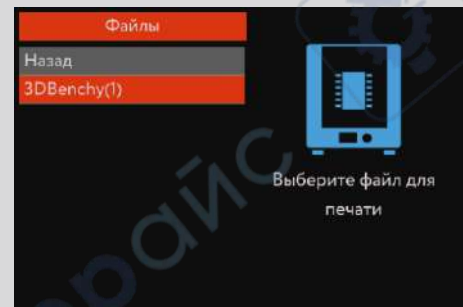 Файлы
Назад
3DBenchy(1)
Выберите файл для
печати